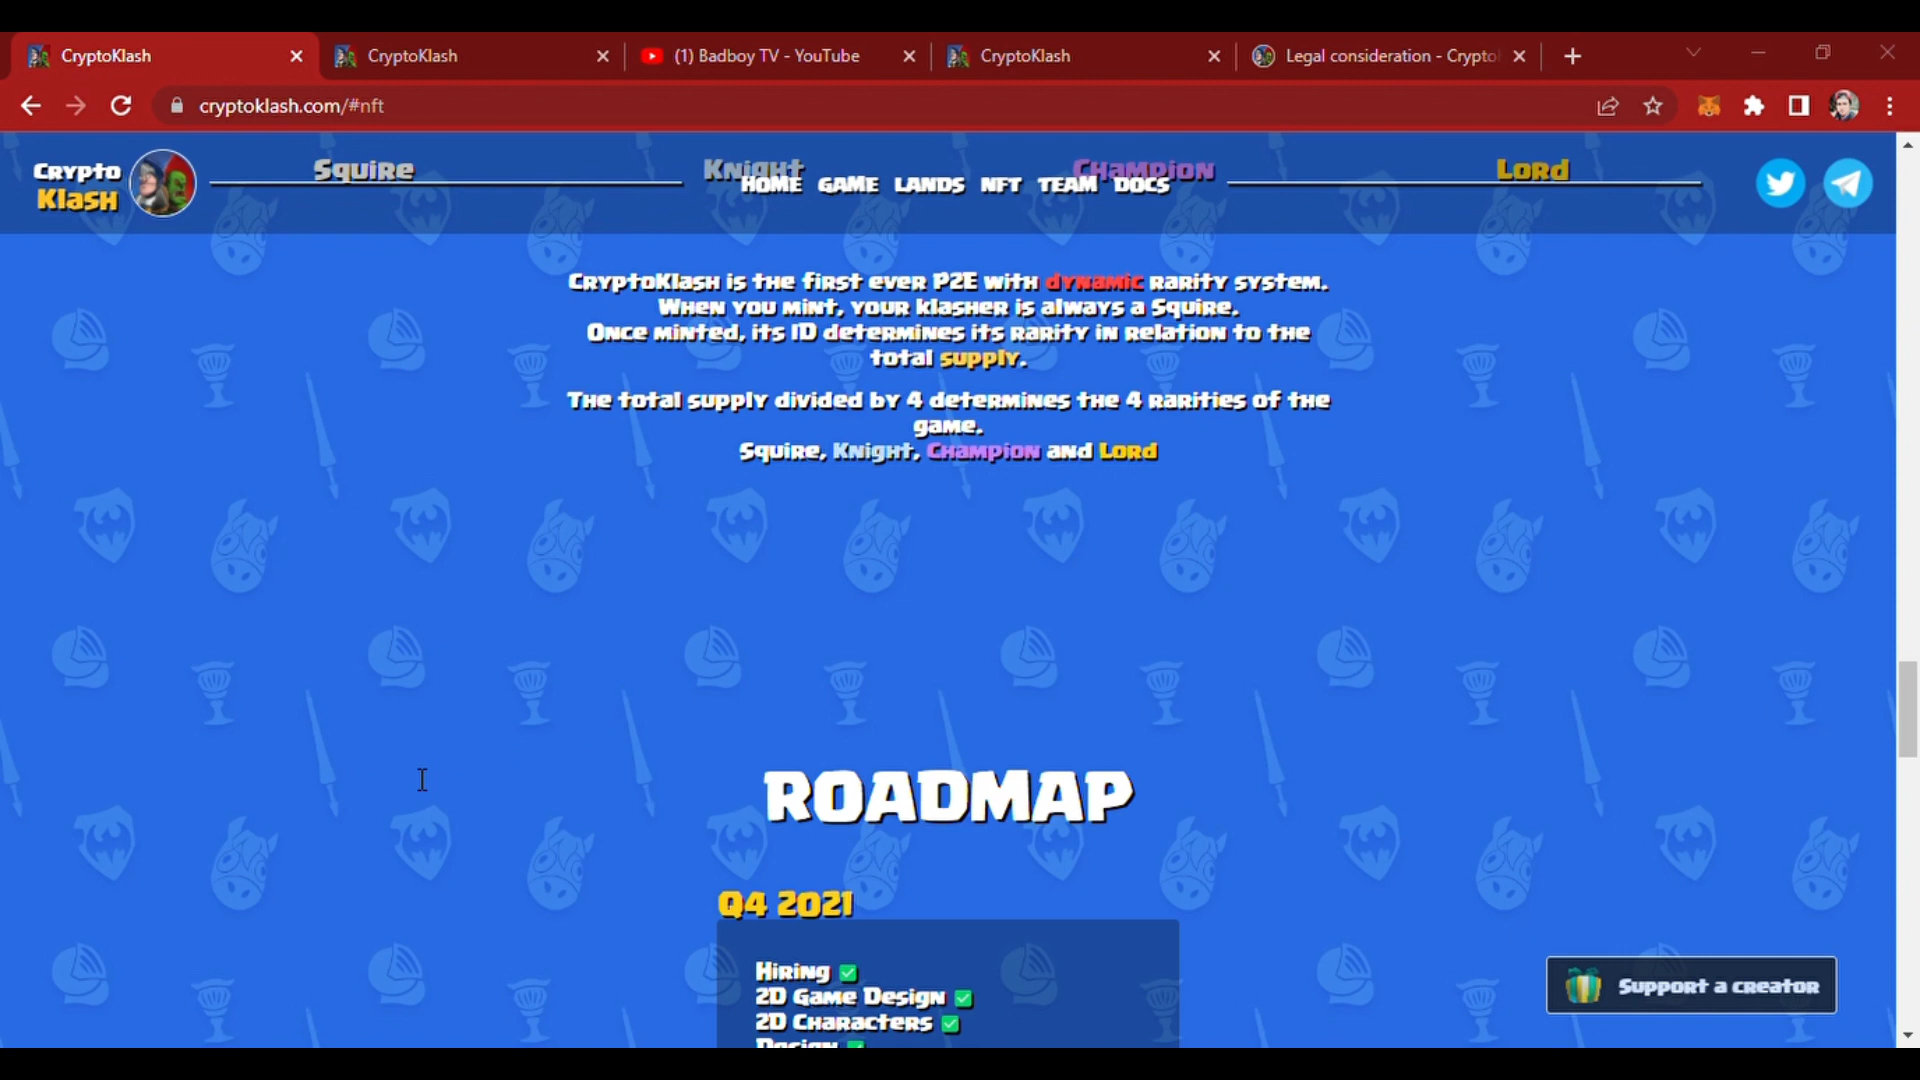 CryptoKlash
CryptoKlash
(1) Badboy TV - YouTube
CryptoKlash
Legal consideration - Crypto
cryptoklash.com/#nft
Crypto
Klash
Squire
Knight
Champion
Lord
HOME GAME LANDS NFT TEAM DOCS
CryptoKlash is the first ever P2E with dynamic rarity system.
When you mint, your klasher is always a Squire.
Once minted, its ID determines its rarity in relation to the
total supply.
The total supply divided by 4 determines the 4 rarities of the
game.
Squire, Knight, Champion and Lord
ROADMAP
Q4 2021
Hiring ✅
2D Game Design ✅
2D Characters ✅
Design ✅
Support a creator